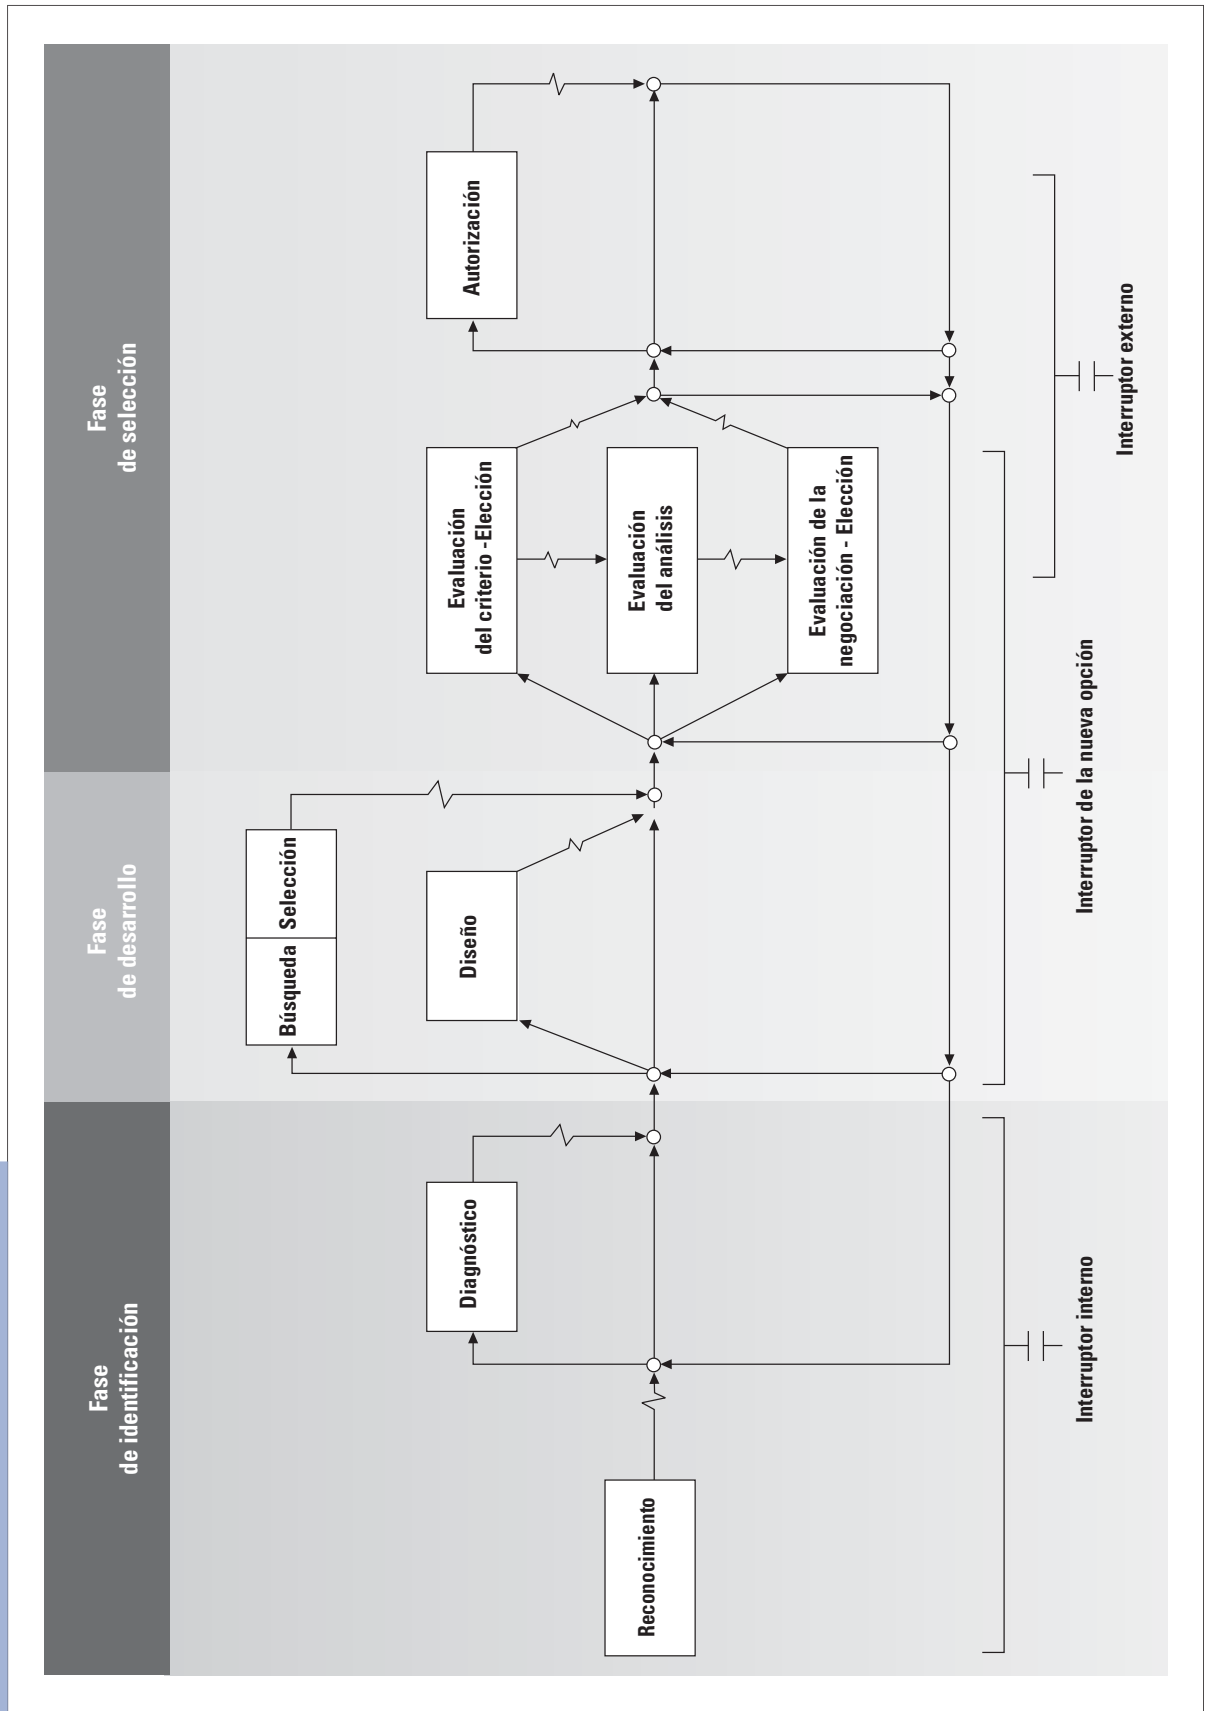 Fase
de identificación
Fase
de desarrollo
Fase
de selección
Búsqueda
Selección
Diagnóstico
Diseño
Evaluación
del criterio -Elección
Autorización
Reconocimiento
Evaluación
del análisis
Evaluación de la
negociación - Elección
Interruptor interno
Interruptor de la nueva opción
Interruptor externo